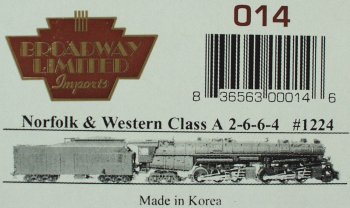 BROADWAY
LIMITED
Imports
014
8 36563 00014 6
Norfolk & Western Class A 2-6-6-4 #1224
Made in Korea